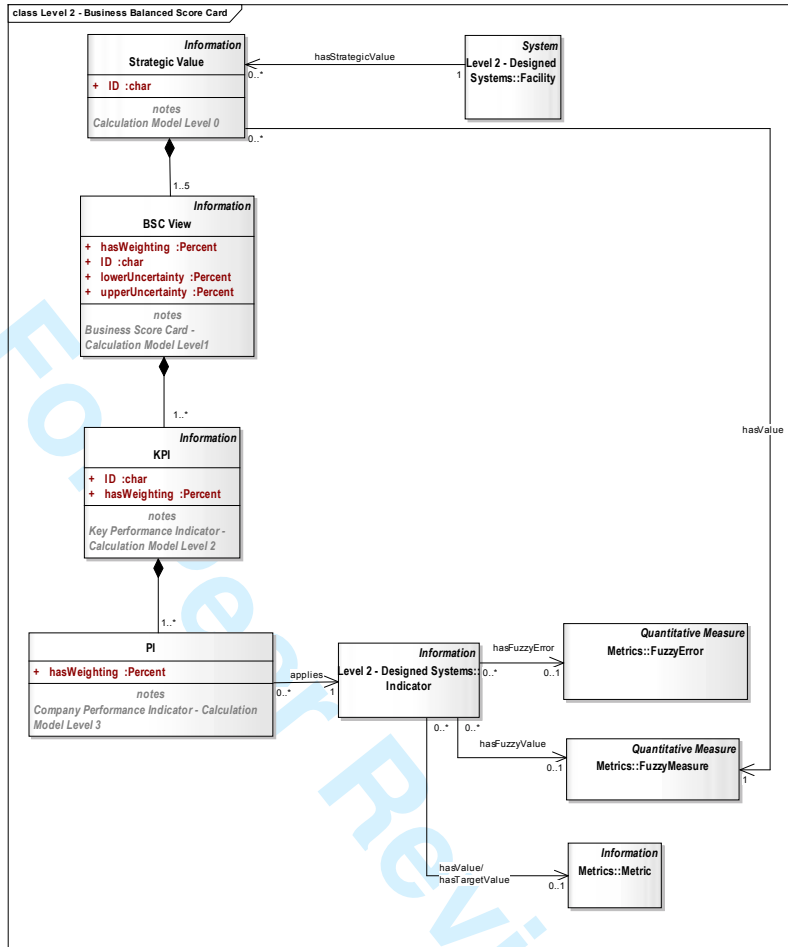 class Level 2 - Business Balanced Score Card
Information
Strategic Value
+ ID :char
notes
Calculation Model Level 0
hasStrategicValue
0..*
1
System
Level 2 - Designed
Systems::Facility
0..*
1..5
Information
BSC View
+ hasWeighting :Percent
+ ID :char
+ lowerUncertainty :Percent
+ upperUncertainty :Percent
notes
Business Score Card -
Calculation Model Level1
1..*
hasValue
Information
KPI
+ ID :char
+ hasWeighting :Percent
notes
Key Performance Indicator -
Calculation Model Level 2
1..*
PI
+ hasWeighting :Percent
notes
Company Performance Indicator - Calculation
Model Level 3
applies
0..*
1
Information
Level 2 - Designed Systems::
Indicator
hasFuzzyError
0..*
0..1
Quantitative Measure
Metrics::FuzzyError
0..*
0..*
hasFuzzyValue
0..1
Quantitative Measure
Metrics::FuzzyMeasure
1
hasValue/
hasTargetValue
0..1
Information
Metrics::Metric
For Peer Revi